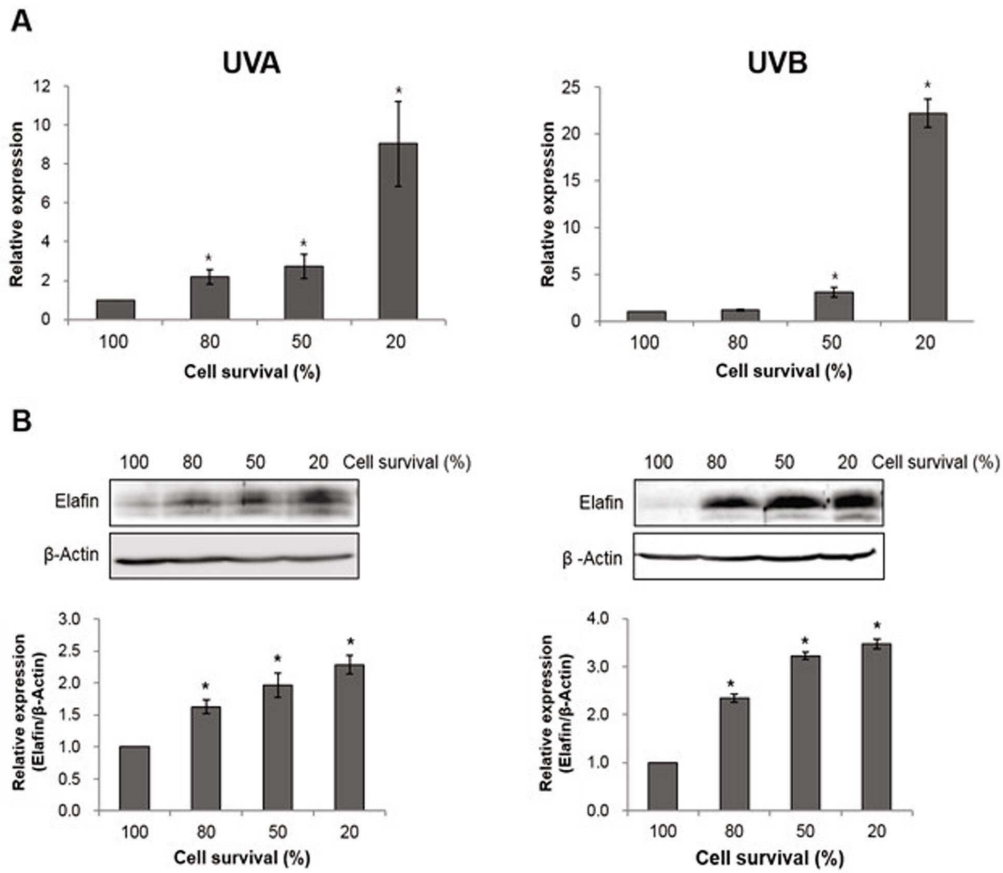 A
UVA
Relative expression
12
10
8
6
4
2
0
*
*
*
100 80 50 20
Cell survival (%)
UVB
Relative expression
25
20
15
10
5
0
*
*
100 80 50 20
Cell survival (%)
B
100 80 50 20 Cell survival (%)
Elafin
β-Actin
Relative expression
(Elafin/β-Actin)
3.0
2.5
2.0
1.5
1.0
0.5
0.0
*
*
*
100 80 50 20
Cell survival (%)
100 80 50 20 Cell survival (%)
Elafin
β -Actin
Relative expression
(Elafin/β-Actin)
4.0
3.0
2.0
1.0
0.0
*
*
*
100 80 50 20
Cell survival (%)